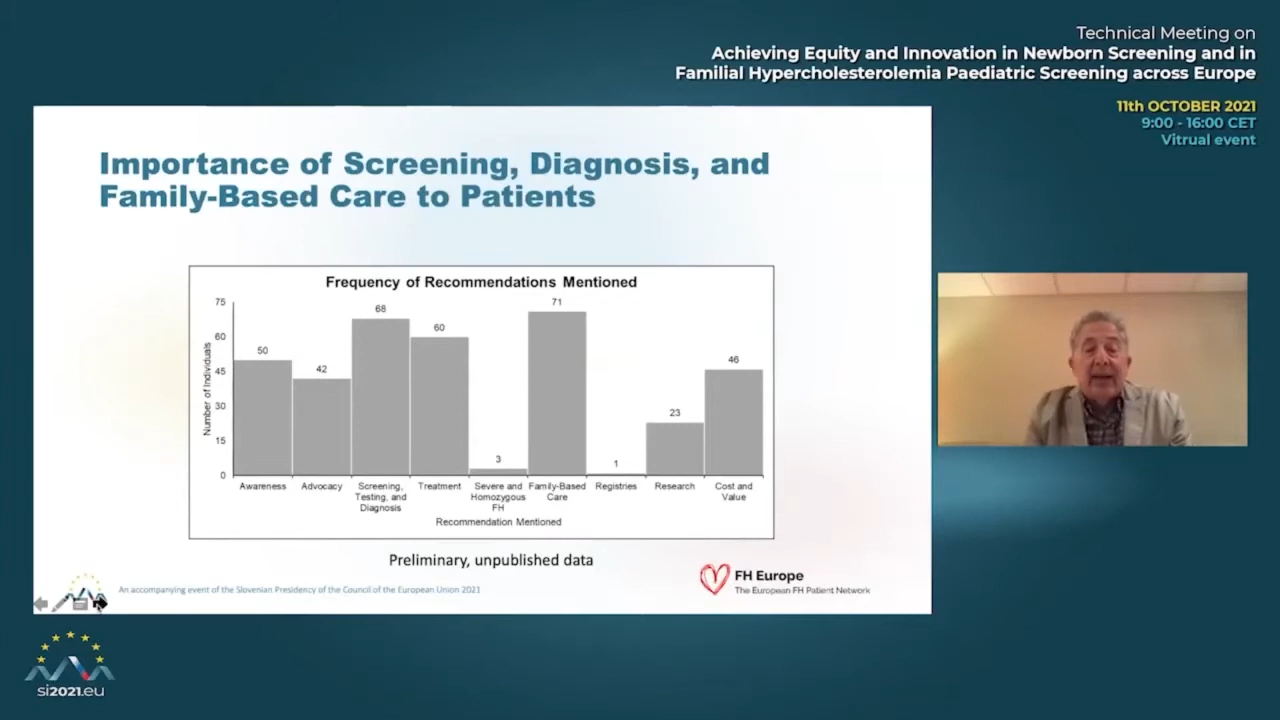 Technical Meeting on
Achieving Equity and Innovation in Newborn Screening and in
Familial Hypercholesterolemia Paediatric Screening across Europe
11th OCTOBER 2021
9:00 - 16:00 CET
Vitrual event
Importance of Screening, Diagnosis, and
Family-Based Care to Patients
Frequency of Recommendations Mentioned
Number of Individuals
75
60
45
30
15
0
50
42
68
60
3
71
1
23
46
Awareness
Advocacy
Screening,
Testing, and
Diagnosis
Treatment
Severe and
Homozygous
FH
Family-Based
Care
Registries
Research
Cost and
Value
Recommendation Mentioned
Preliminary, unpublished data
An accompanying event of the Slovenian Presidency of the Council of the European Union 2021
FH Europe
The European FH Patient Network
si2021.eu